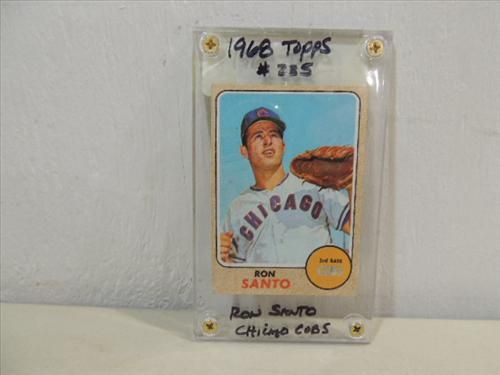 1968 Topps
# 235
CHICAGO
3rd BASE
CUBS
RON
SANTO
RON SANTO
CHICAGO CUBS